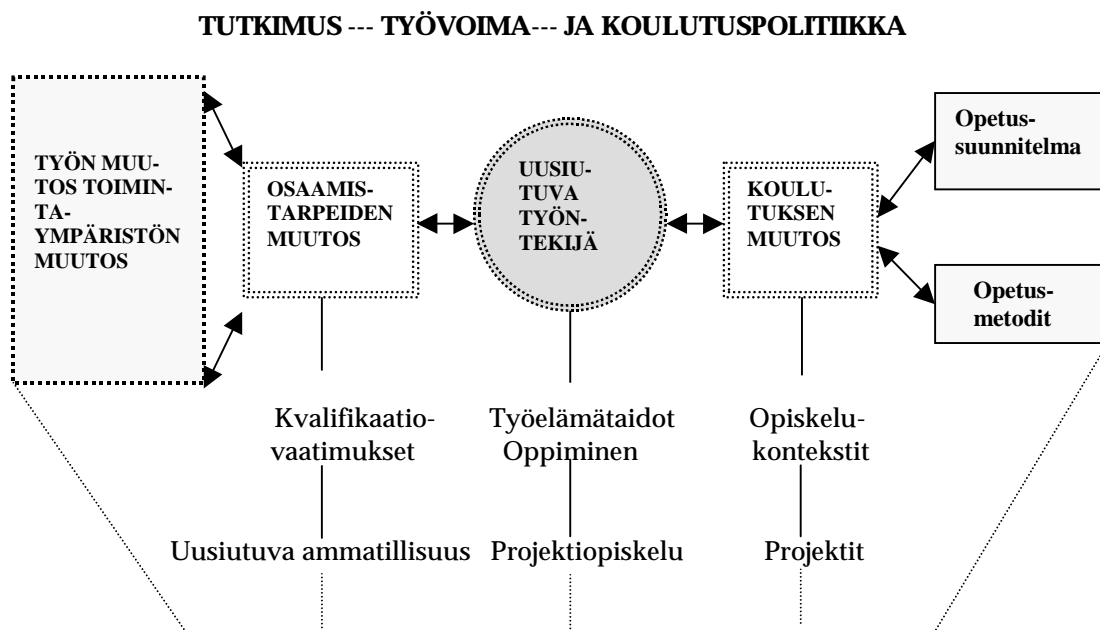 TUTKIMUS --- TYÖVOIMA--- JA KOULUTUSPOLITIIKKA
TYÖN MUU-
TOS TOIMIN-
TA-
YMPÄRISTÖN
MUUTOS
OSAAMIS-
TARPEIDEN
MUUTOS
UUSIU-
TUVA
TYÖN-
TEKIJÄ
KOULU-
TUKSEN
MUUTOS
Opetus-
suunnitelma
Opetus-
metodit
Kvalifikaatio-
vaatimukset
Työelämätaidot
Oppiminen
Opiskelu-
kontekstit
Uusiutuva ammatillisuus
Projektiopiskelu
Projektit